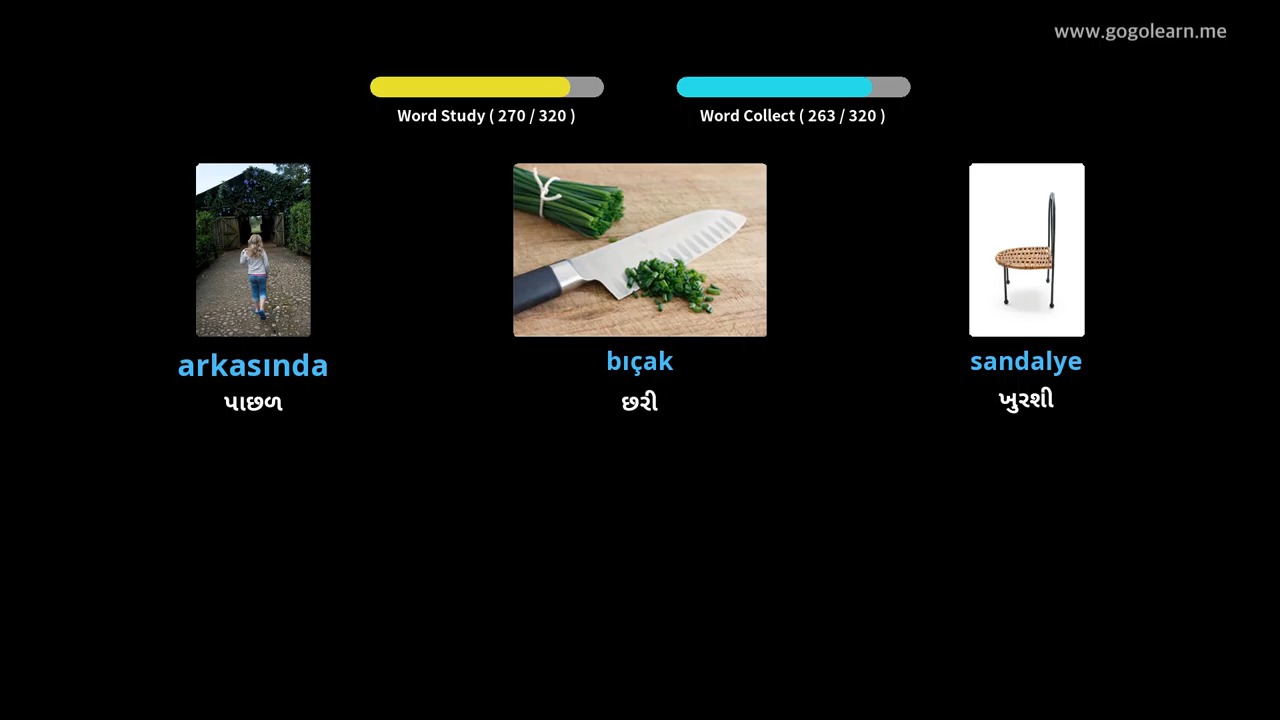 www.gogolearn.me
Word Study ( 270 / 320 )
Word Collect ( 263 / 320 )
arkasında
પાછળ
bıçak
છરી
sandalye
ખુરશી